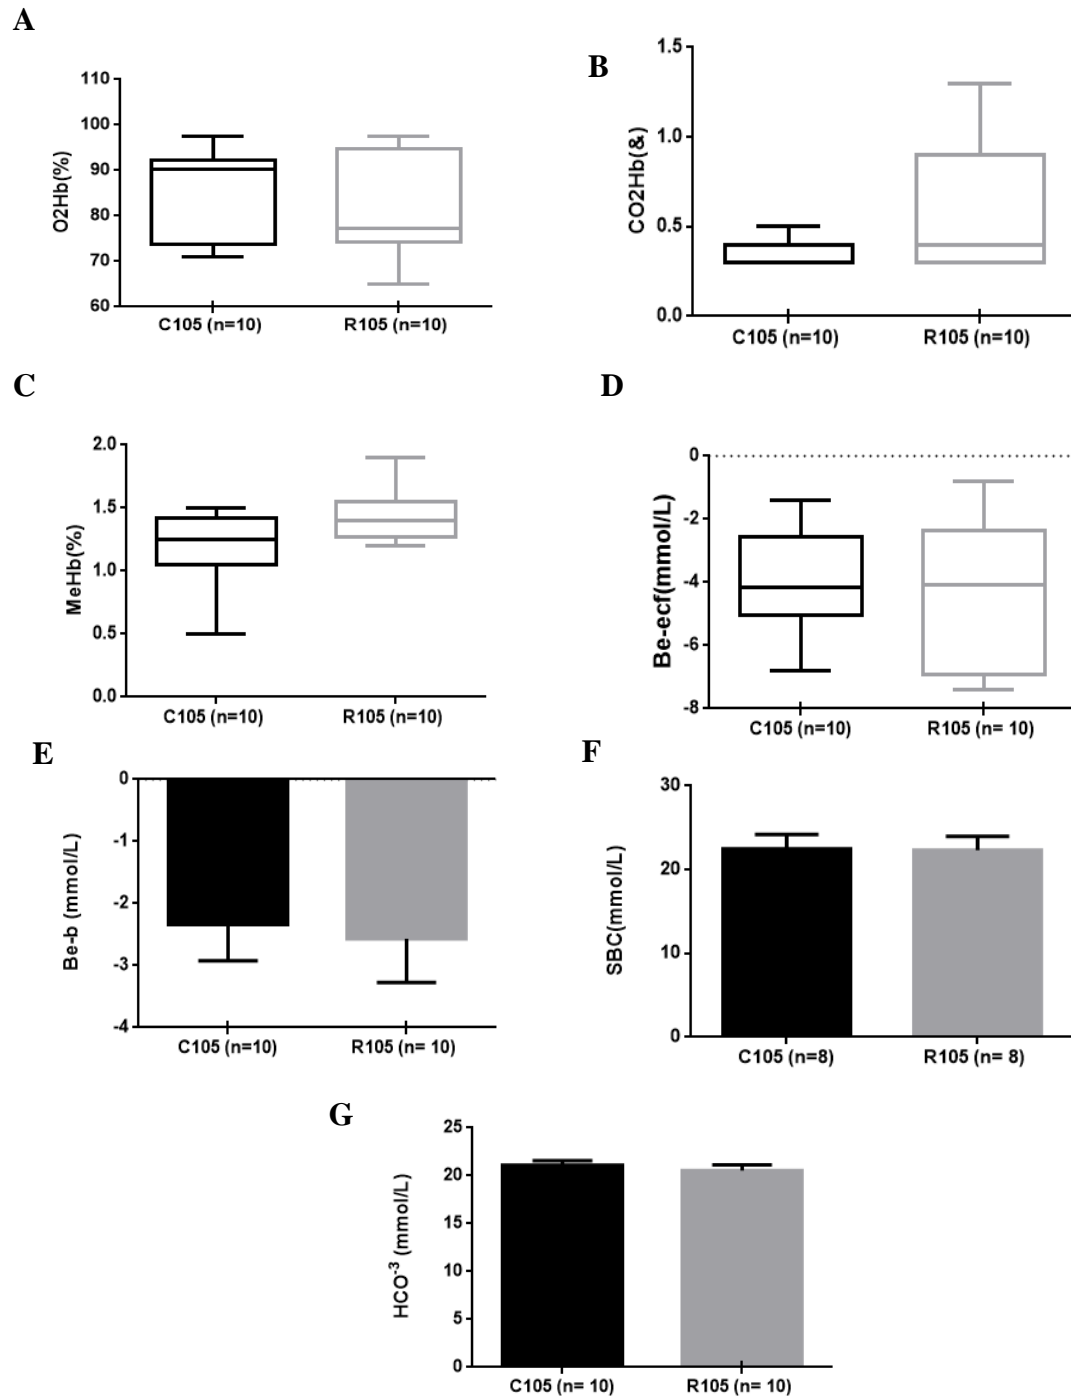 A
110
100
90
80
70
60
O2Hb(%)
C105 (n=10)
R105 (n=10)
B
1.5
1.0
0.5
0.0
CO2Hb(&)
C105 (n=10)
R105 (n=10)
C
2.0
1.5
1.0
0.5
0.0
MeHb(%)
C105 (n=10)
R105 (n=10)
D
0
-2
-4
-6
-8
Be-ecf(mmol/L)
C105 (n=10)
R105 (n= 10)
E
0
-1
-2
-3
-4
Be-b (mmol/L)
C105 (n=10)
R105 (n= 10)
F
30
20
10
0
SBC(mmol/L)
C105 (n=8)
R105 (n= 8)
G
25
20
15
10
5
0
HCO⁻³ (mmol/L)
C105 (n= 10)
R105 (n= 10)